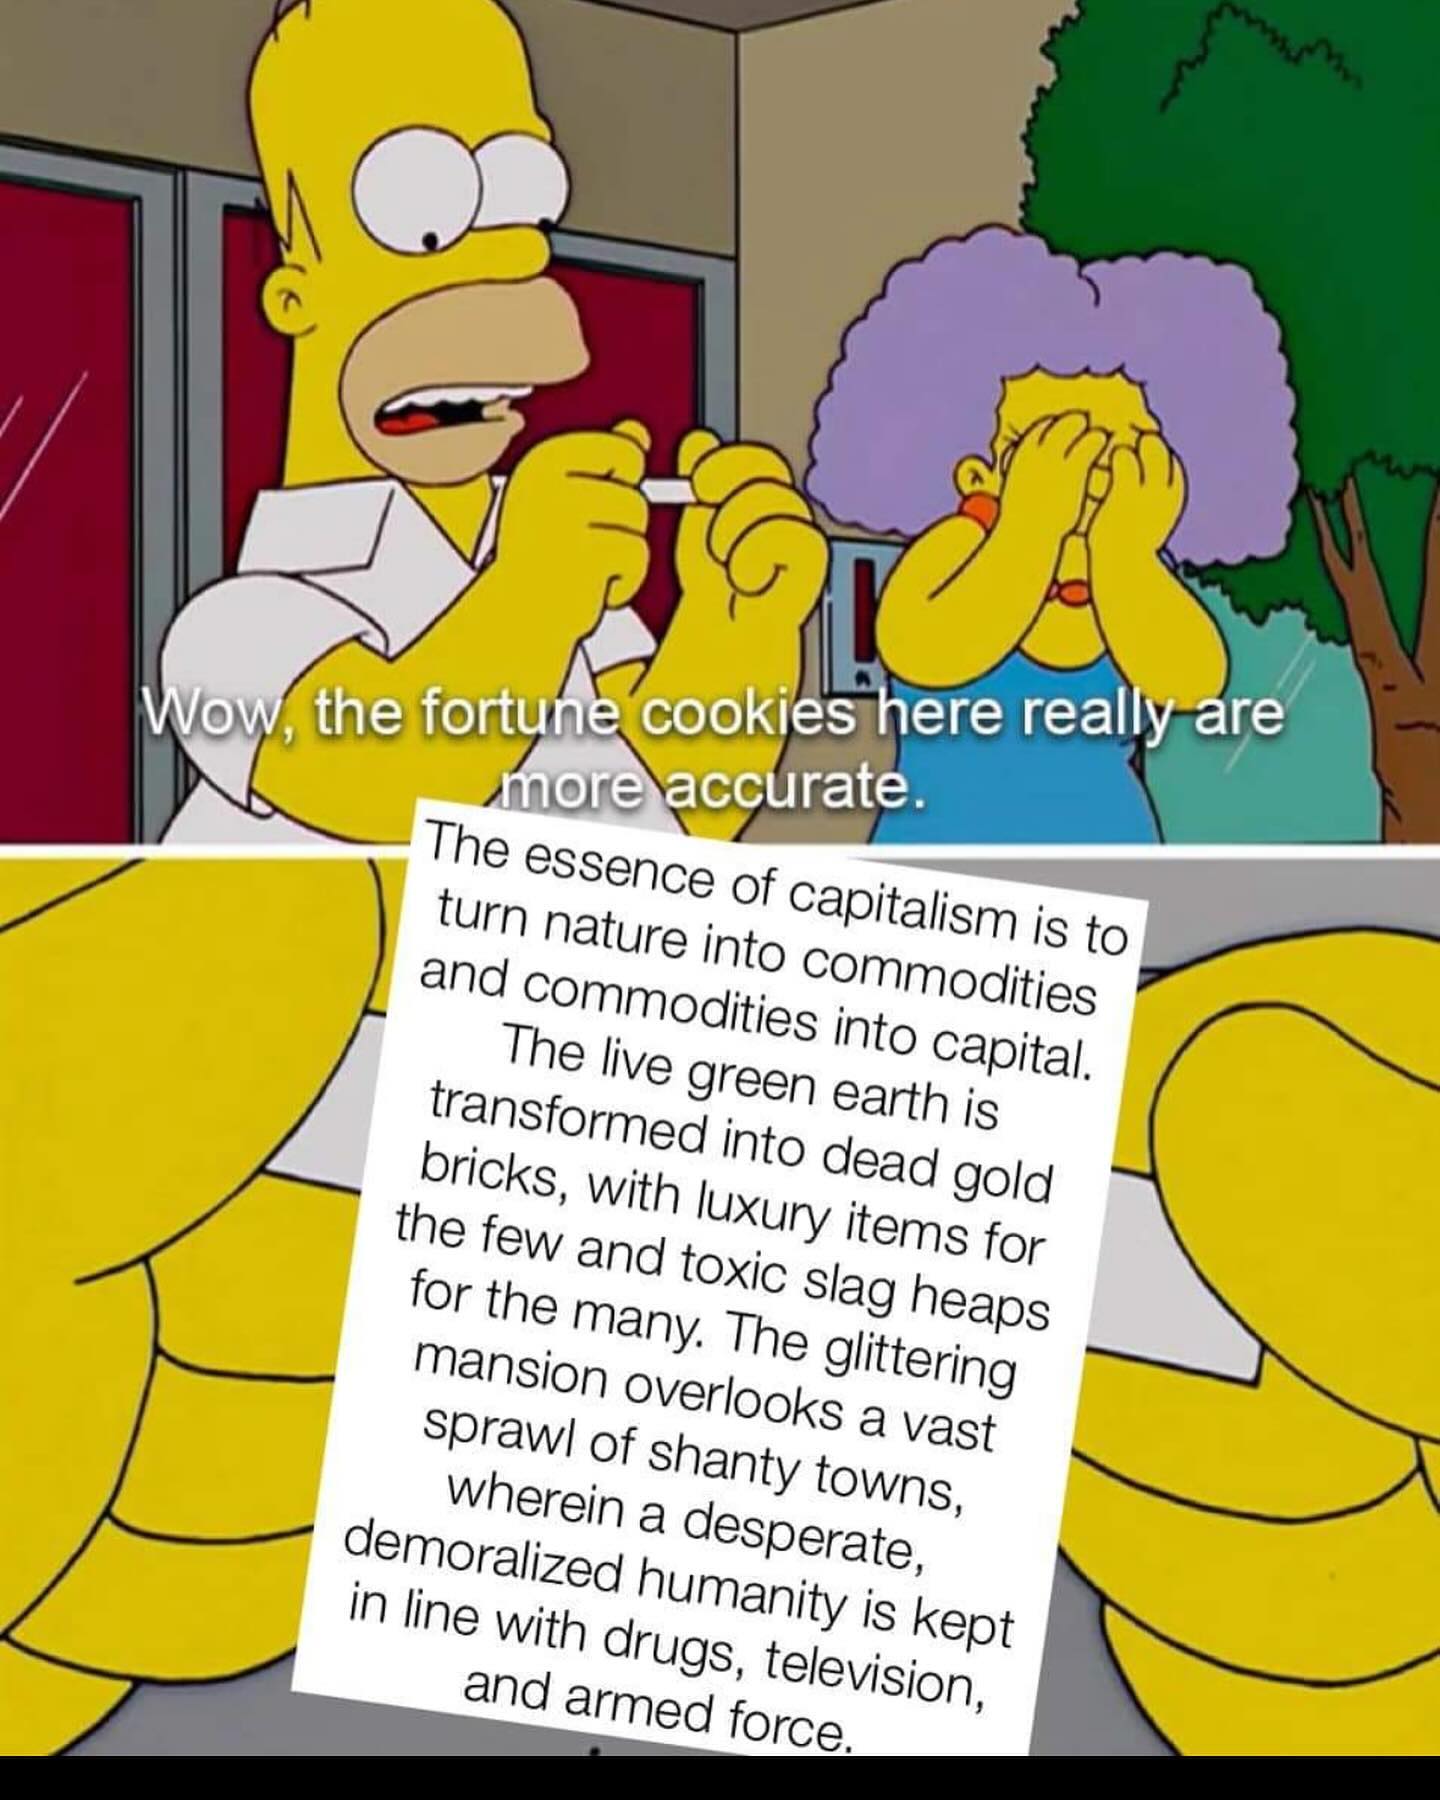 Wow, the fortune cookies here really are
more accurate.
The essence of capitalism is to
turn nature into commodities
and commodities into capital.
The live green earth is
transformed into dead gold
bricks, with luxury items for
the few and toxic slag heaps
for the many. The glittering
mansion overlooks a vast
sprawl of shanty towns,
wherein a desperate,
demoralized humanity is kept
in line with drugs, television,
and armed force.